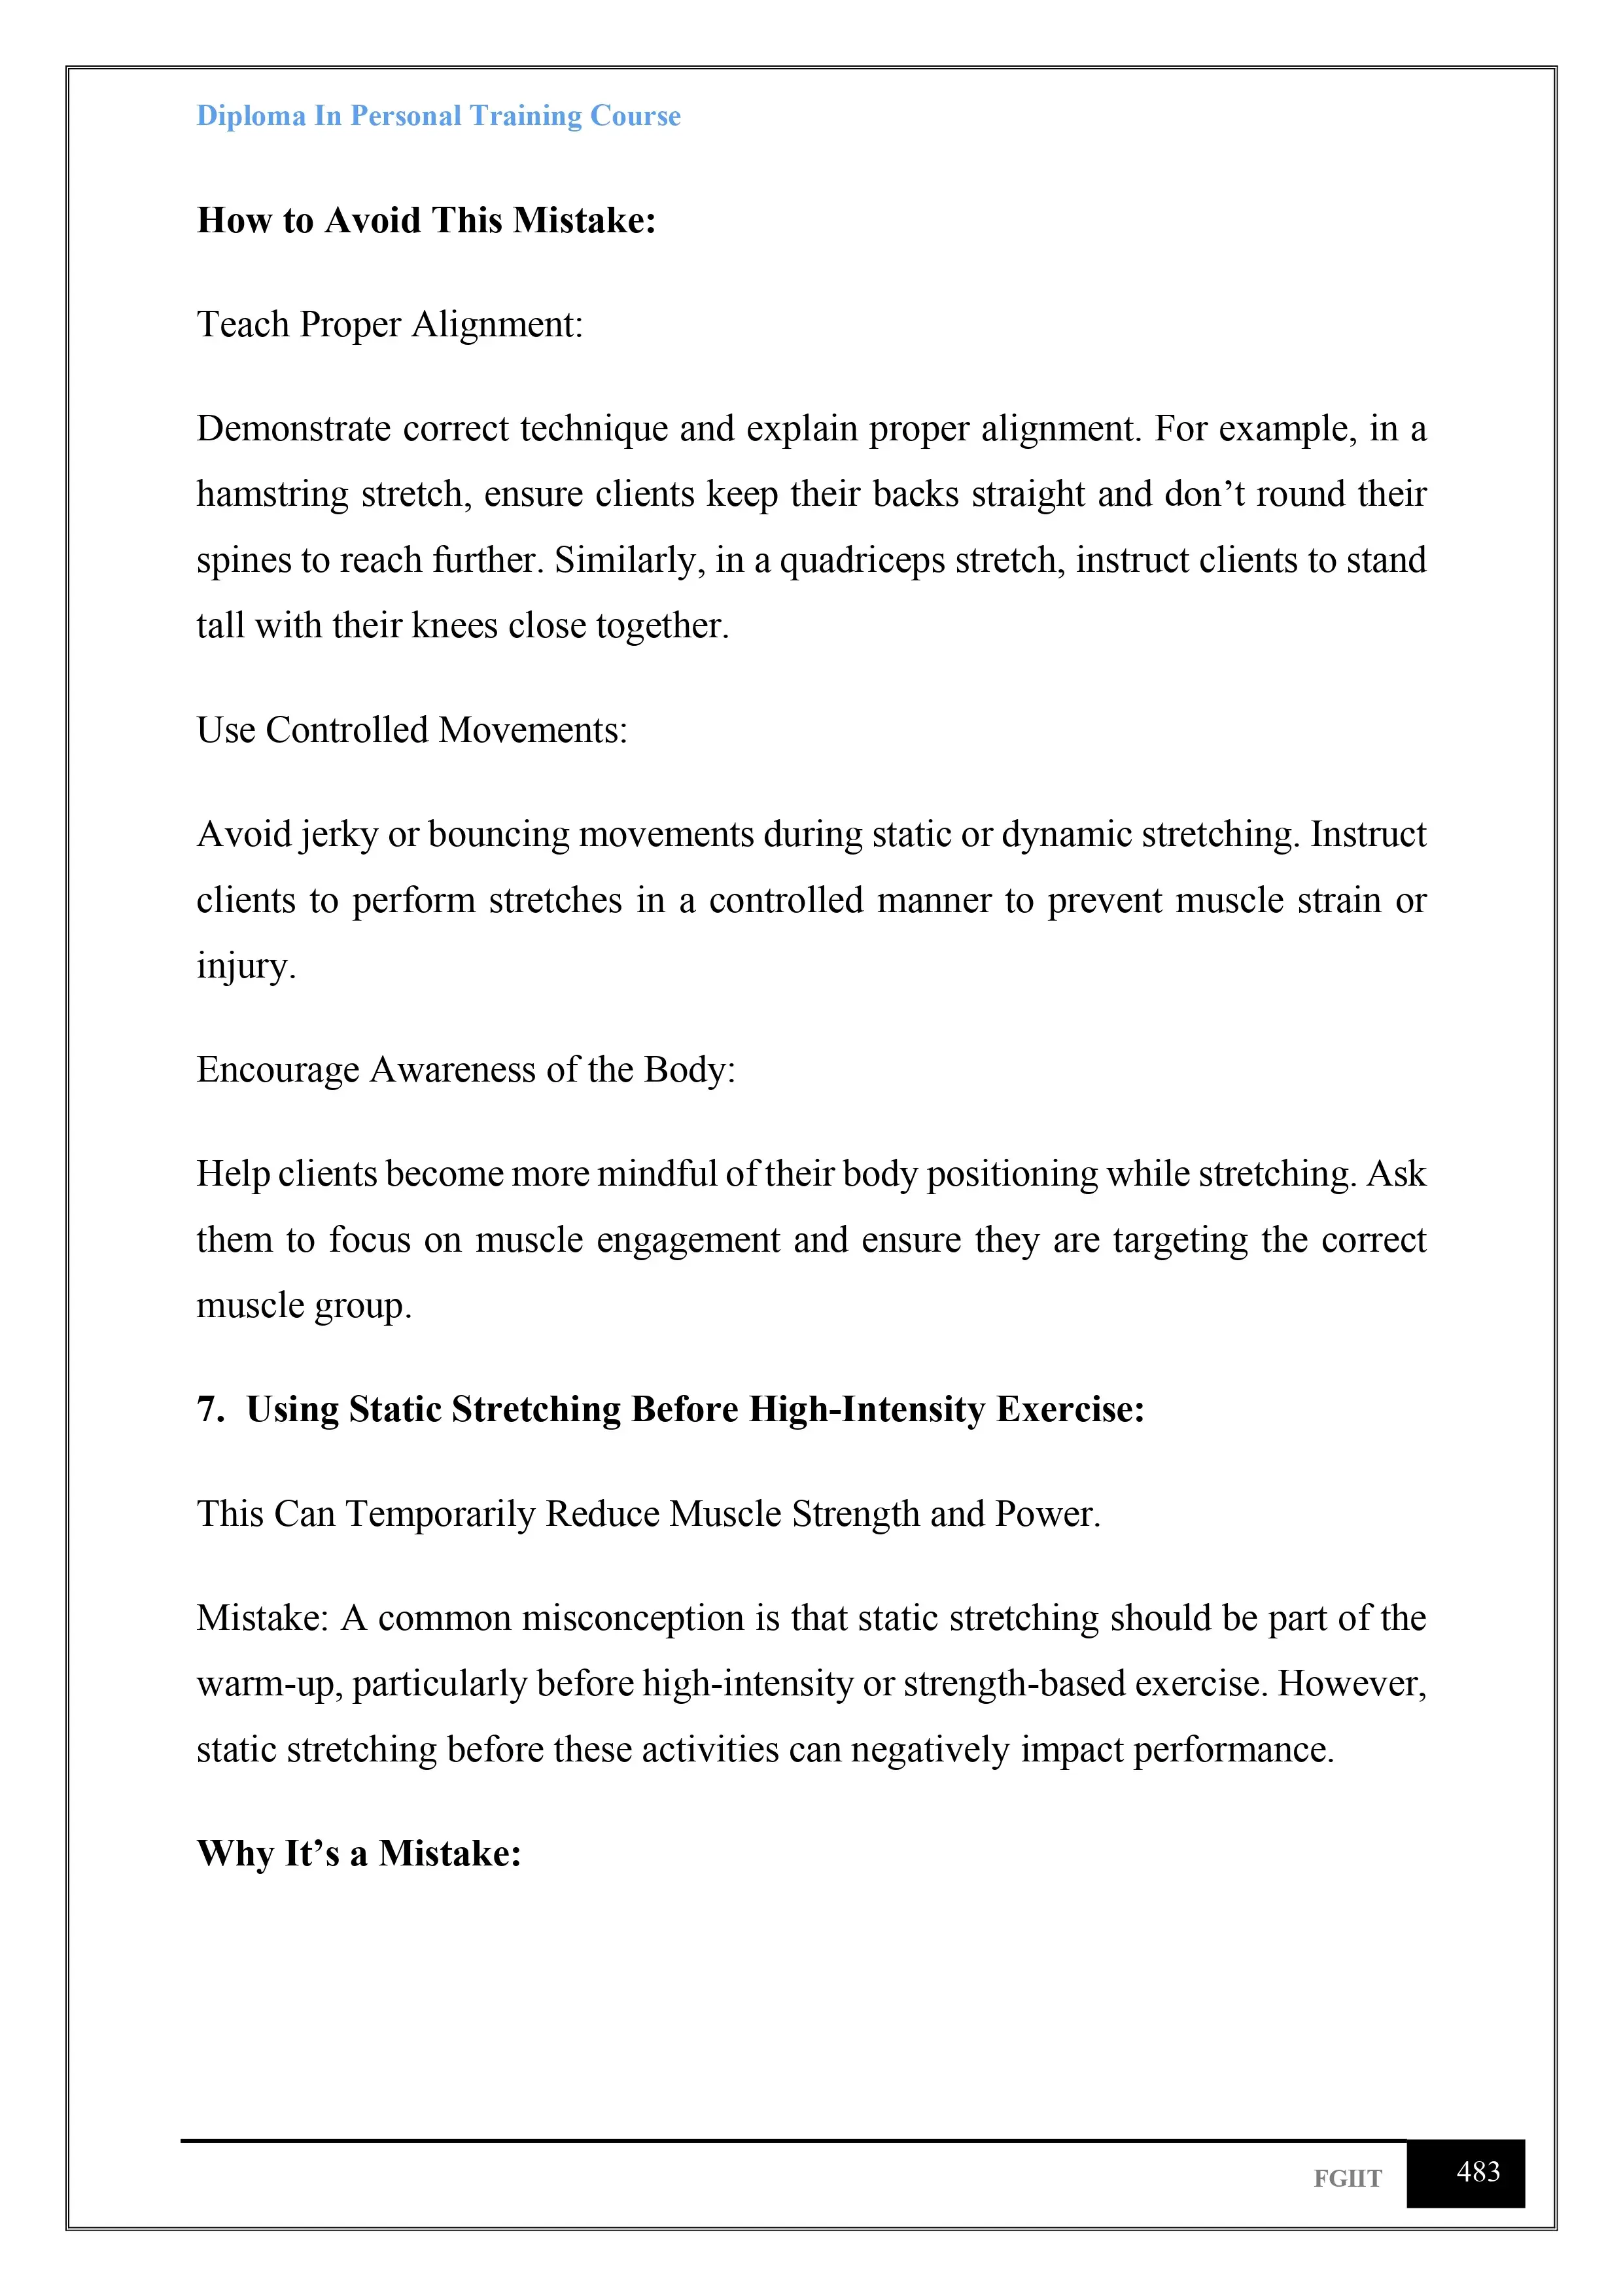 Diploma In Personal Training Course
How to Avoid This Mistake:
Teach Proper Alignment:
Demonstrate correct technique and explain proper alignment. For example, in a
hamstring stretch, ensure clients keep their backs straight and don’t round their
spines to reach further. Similarly, in a quadriceps stretch, instruct clients to stand
tall with their knees close together.
Use Controlled Movements:
Avoid jerky or bouncing movements during static or dynamic stretching. Instruct
clients to perform stretches in a controlled manner to prevent muscle strain or
injury.
Encourage Awareness of the Body:
Help clients become more mindful of their body positioning while stretching. Ask
them to focus on muscle engagement and ensure they are targeting the correct
muscle group.
7. Using Static Stretching Before High-Intensity Exercise:
This Can Temporarily Reduce Muscle Strength and Power.
Mistake: A common misconception is that static stretching should be part of the
warm-up, particularly before high-intensity or strength-based exercise. However,
static stretching before these activities can negatively impact performance.
Why It’s a Mistake:
FGIIT 483